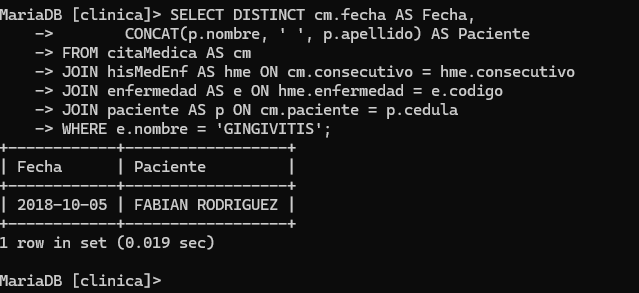 MariaDB [clinica]> SELECT DISTINCT cm.fecha AS Fecha,
    ->        CONCAT(p.nombre, ' ', p.apellido) AS Paciente
    -> FROM citaMedica AS cm
    -> JOIN hisMedEnf AS hme ON cm.consecutivo = hme.consecutivo
    -> JOIN enfermedad AS e ON hme.enfermedad = e.codigo
    -> JOIN paciente AS p ON cm.paciente = p.cedula
    -> WHERE e.nombre = 'GINGIVITIS';
+------------+------------------+
| Fecha      | Paciente         |
+------------+------------------+
| 2018-10-05 | FABIAN RODRIGUEZ |
+------------+------------------+
1 row in set (0.019 sec)

MariaDB [clinica]>